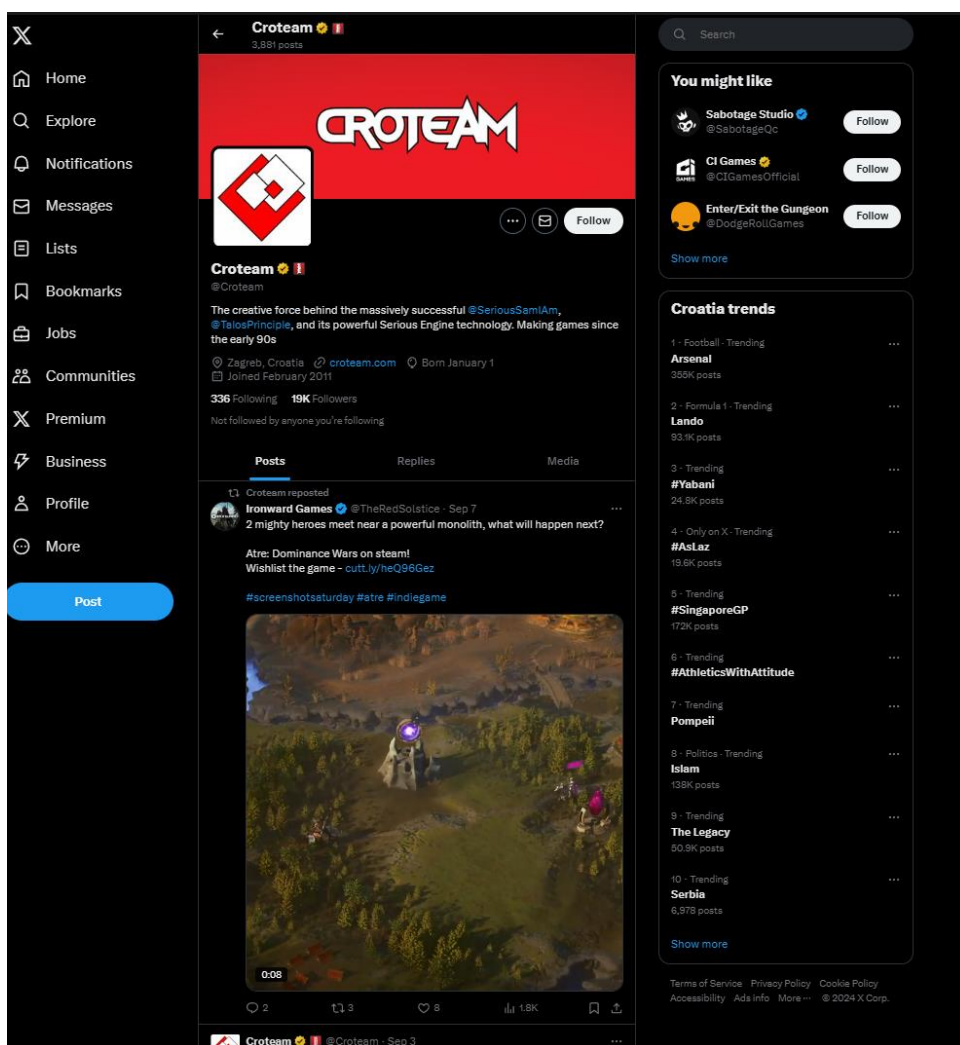 Home
Explore
Notifications
Messages
Lists
Bookmarks
Jobs
Communities
Premium
Business
Profile
More
Post
Croteam
3,881 posts
CROTEAM
Follow
Croteam
@Croteam
The creative force behind the massively successful @SeriousSamIAm,
@TalosPrinciple, and its powerful Serious Engine technology. Making games since
the early 90s
Zagreb, Croatia croteam.com Born January 1
Joined February 2011
336 Following 19K Followers
Not followed by anyone you're following
Posts Replies Media
Croteam reposted
Ironward Games @TheRedSolstice · Sep 7
2 mighty heroes meet near a powerful monolith, what will happen next?
Atre: Dominance Wars on steam!
Wishlist the game - cutt.ly/heQ96Gez
#screenshotsaturday #atre #indiegame
0:08
2 3 8 1.8K
Croteam @Croteam · Sep 3
Search
You might like
Sabotage Studio
@SabotageQc
Follow
CI Games
@CIGamesOfficial
Follow
Enter/Exit the Gungeon
@DodgeRollGames
Follow
Show more
Croatia trends
1 · Football · Trending
Arsenal
355K posts
2 · Formula 1 · Trending
Lando
93.1K posts
3 · Trending
#Yabani
24.9K posts
4 · Only on X · Trending
#AsLaz
19.6K posts
5 · Trending
#SingaporeGP
172K posts
6 · Trending
#AthleticsWithAttitude
7 · Trending
Pompeii
8 · Politics · Trending
Islam
138K posts
9 · Trending
The Legacy
50.9K posts
10 · Trending
Serbia
6,978 posts
Show more
Terms of Service Privacy Policy Cookie Policy
Accessibility Ads info More ··· © 2024 X Corp.